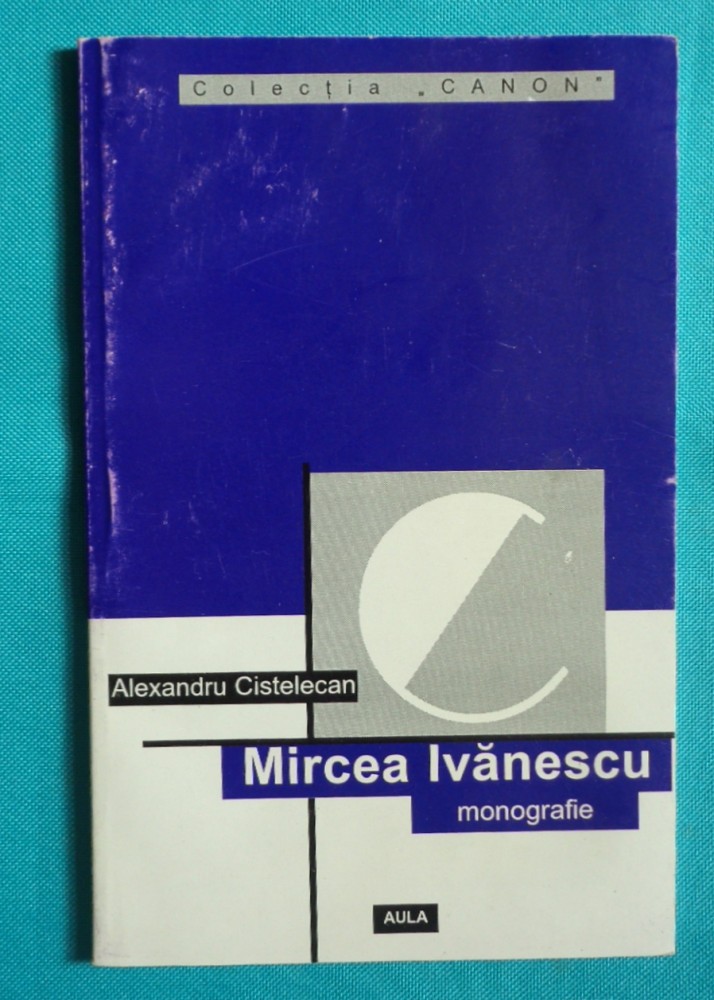 Colecția „CANON"
Alexandru Cistelecan
Mircea Ivănescu
monografie
AULA